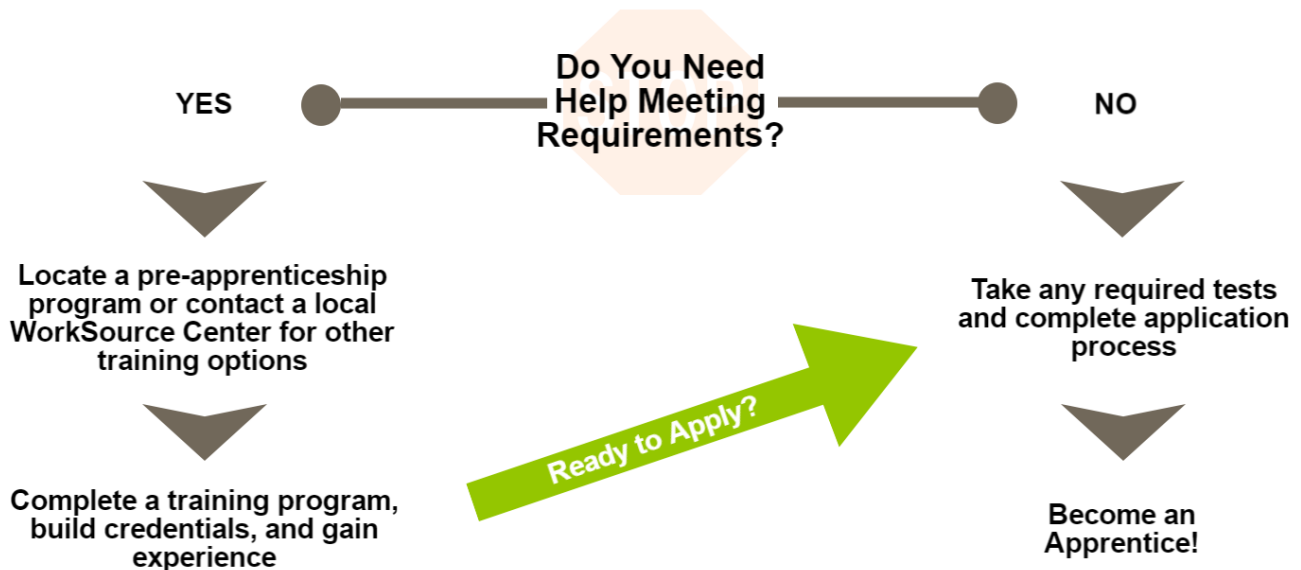 Do You Need
Help Meeting
Requirements?
YES
NO
Locate a pre-apprenticeship
program or contact a local
WorkSource Center for other
training options
Take any required tests
and complete application
process
Ready to Apply?
Complete a training program,
build credentials, and gain
experience
Become an
Apprentice!